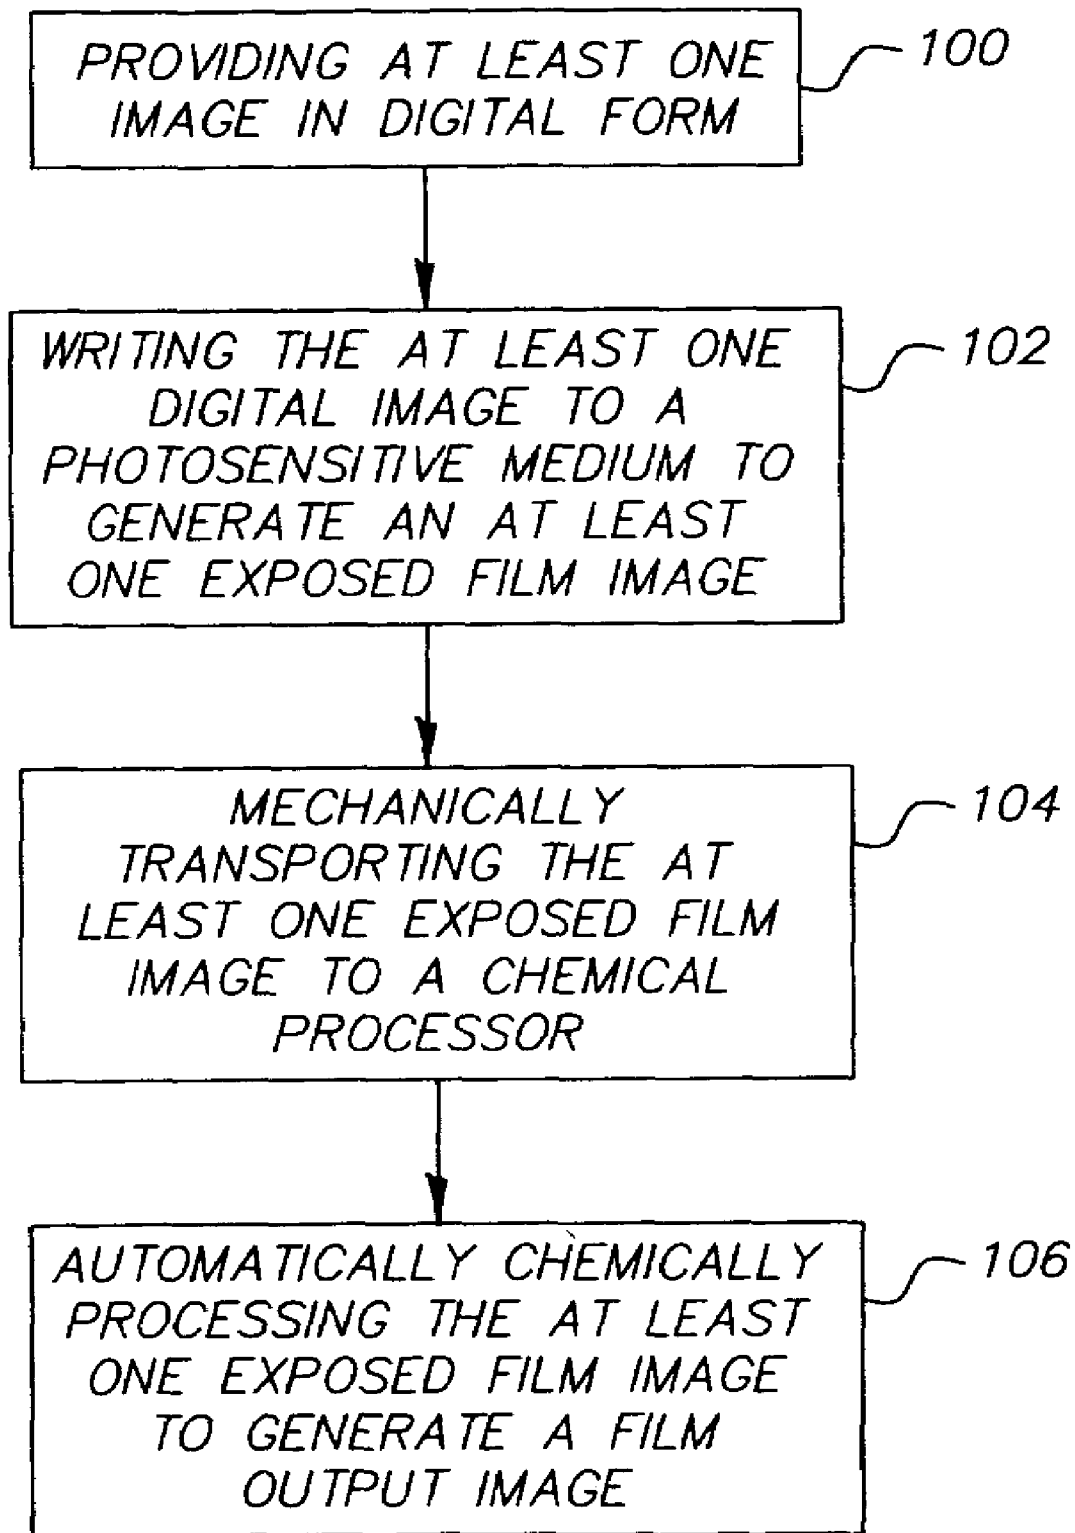 PROVIDING AT LEAST ONE
IMAGE IN DIGITAL FORM
100
WRITING THE AT LEAST ONE
DIGITAL IMAGE TO A
PHOTOSENSITIVE MEDIUM TO
GENERATE AN AT LEAST
ONE EXPOSED FILM IMAGE
102
MECHANICALLY
TRANSPORTING THE AT
LEAST ONE EXPOSED FILM
IMAGE TO A CHEMICAL
PROCESSOR
104
AUTOMATICALLY CHEMICALLY
PROCESSING THE AT LEAST
ONE EXPOSED FILM IMAGE
TO GENERATE A FILM
OUTPUT IMAGE
106